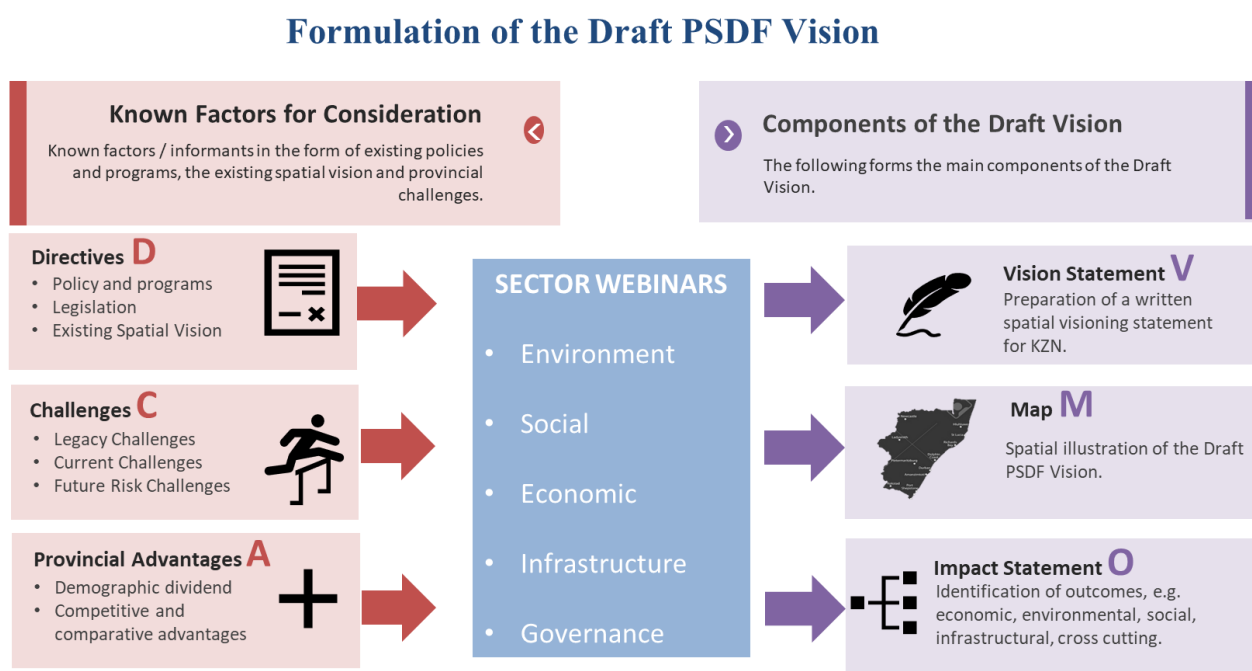 Formulation of the Draft PSDF Vision
Known Factors for Consideration
Known factors / informants in the form of existing policies
and programs, the existing spatial vision and provincial
challenges.
Components of the Draft Vision
The following forms the main components of the Draft
Vision.
Directives D
• Policy and programs
• Legislation
• Existing Spatial Vision
Challenges C
• Legacy Challenges
• Current Challenges
• Future Risk Challenges
Provincial Advantages A
• Demographic dividend
• Competitive and
comparative advantages
SECTOR WEBINARS
• Environment
• Social
• Economic
• Infrastructure
• Governance
Vision Statement V
Preparation of a written
spatial visioning statement
for KZN.
Map M
Spatial illustration of the Draft
PSDF Vision.
Impact Statement O
Identification of outcomes, e.g.
economic, environmental, social,
infrastructural, cross cutting.